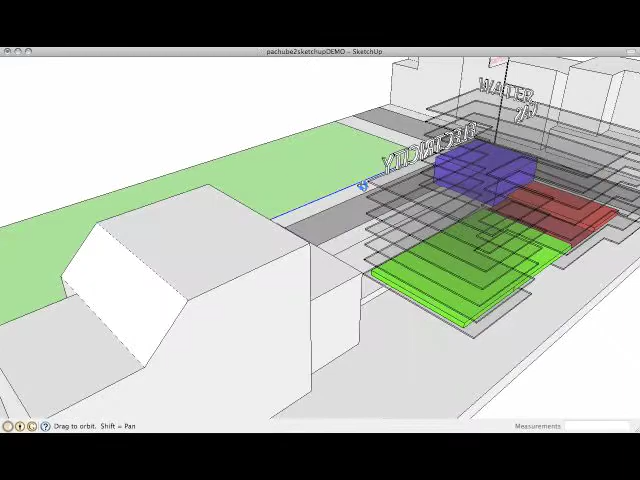 pachube2sketchupDEMO – SketchUp
WATER
ELECTRICITY
Drag to orbit. Shift = Pan
Measurements